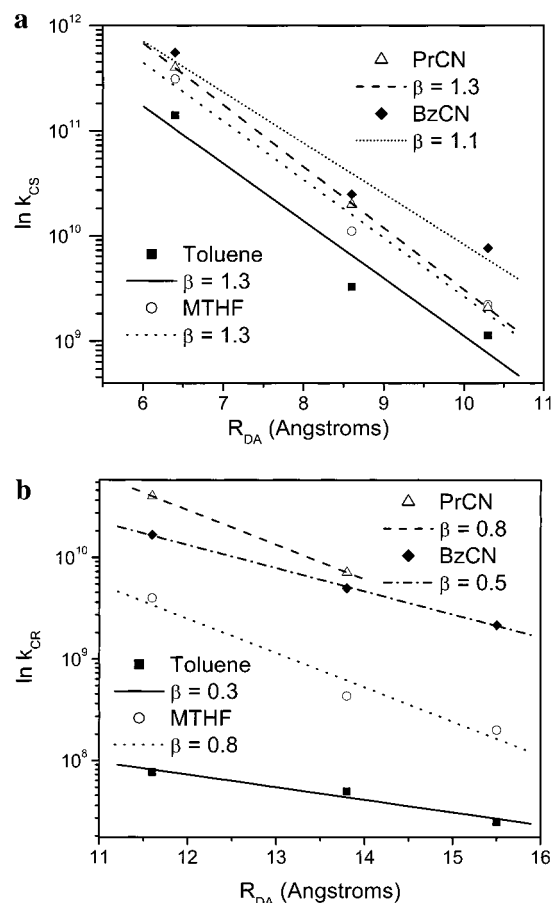 a
10^12
10^11
10^10
10^9
ln k_CS
PrCN
β = 1.3
BzCN
β = 1.1
Toluene
β = 1.3
MTHF
β = 1.3
6 7 8 9 10 11
R_DA (Angstroms)
b
10^10
10^9
10^8
ln k_CR
PrCN
β = 0.8
BzCN
β = 0.5
Toluene
β = 0.3
MTHF
β = 0.8
11 12 13 14 15 16
R_DA (Angstroms)